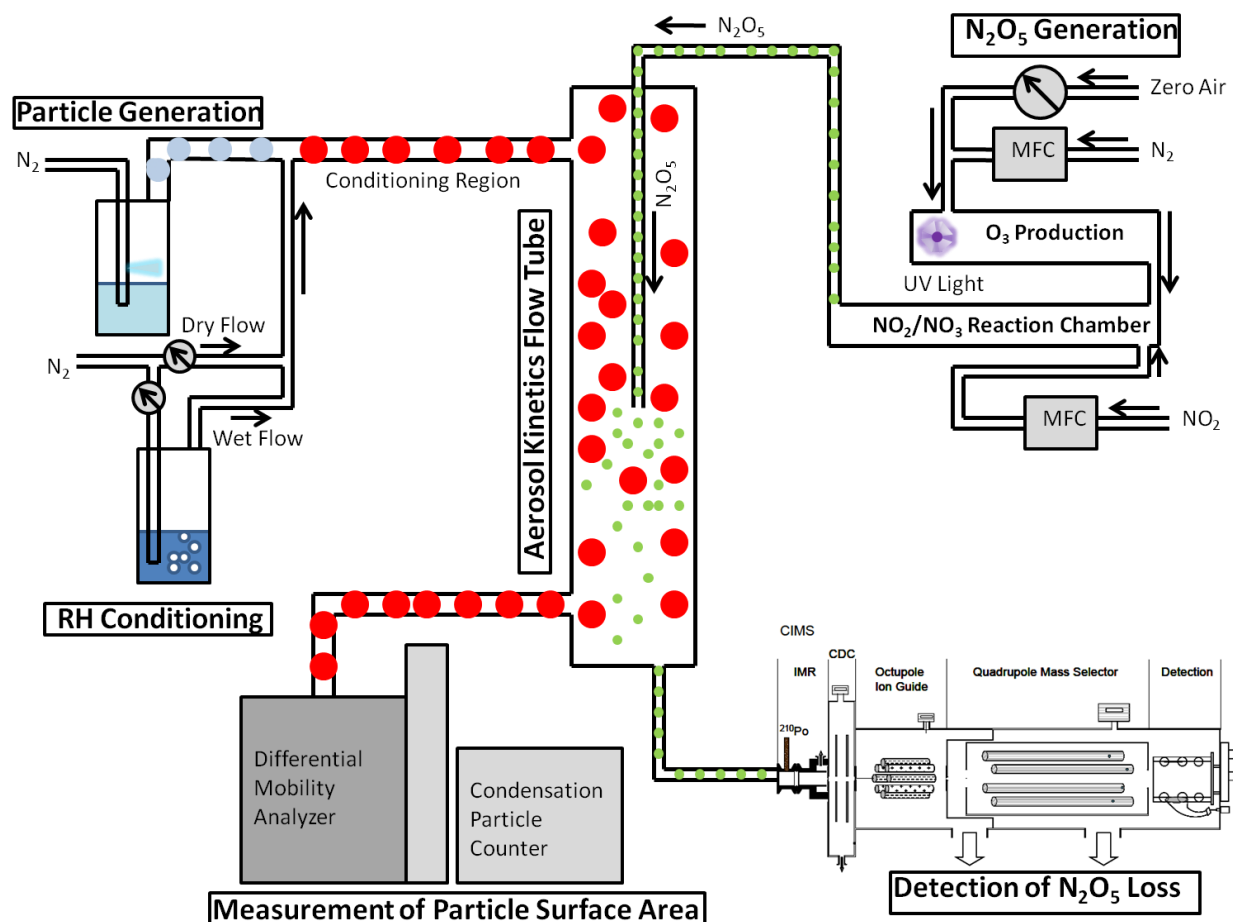 N₂O₅
N₂O₅ Generation
Zero Air
MFC
N₂
O₃ Production
UV Light
NO₂/NO₃ Reaction Chamber
MFC
NO₂
Particle Generation
N₂
Conditioning Region
N₂O₅
Aerosol Kinetics Flow Tube
Dry Flow
N₂
Wet Flow
RH Conditioning
Differential
Mobility
Analyzer
Condensation
Particle
Counter
Measurement of Particle Surface Area
CIMS
IMR
CDC
Octupole
Ion Guide
Quadrupole Mass Selector
Detection
²¹⁰Po
Detection of N₂O₅ Loss